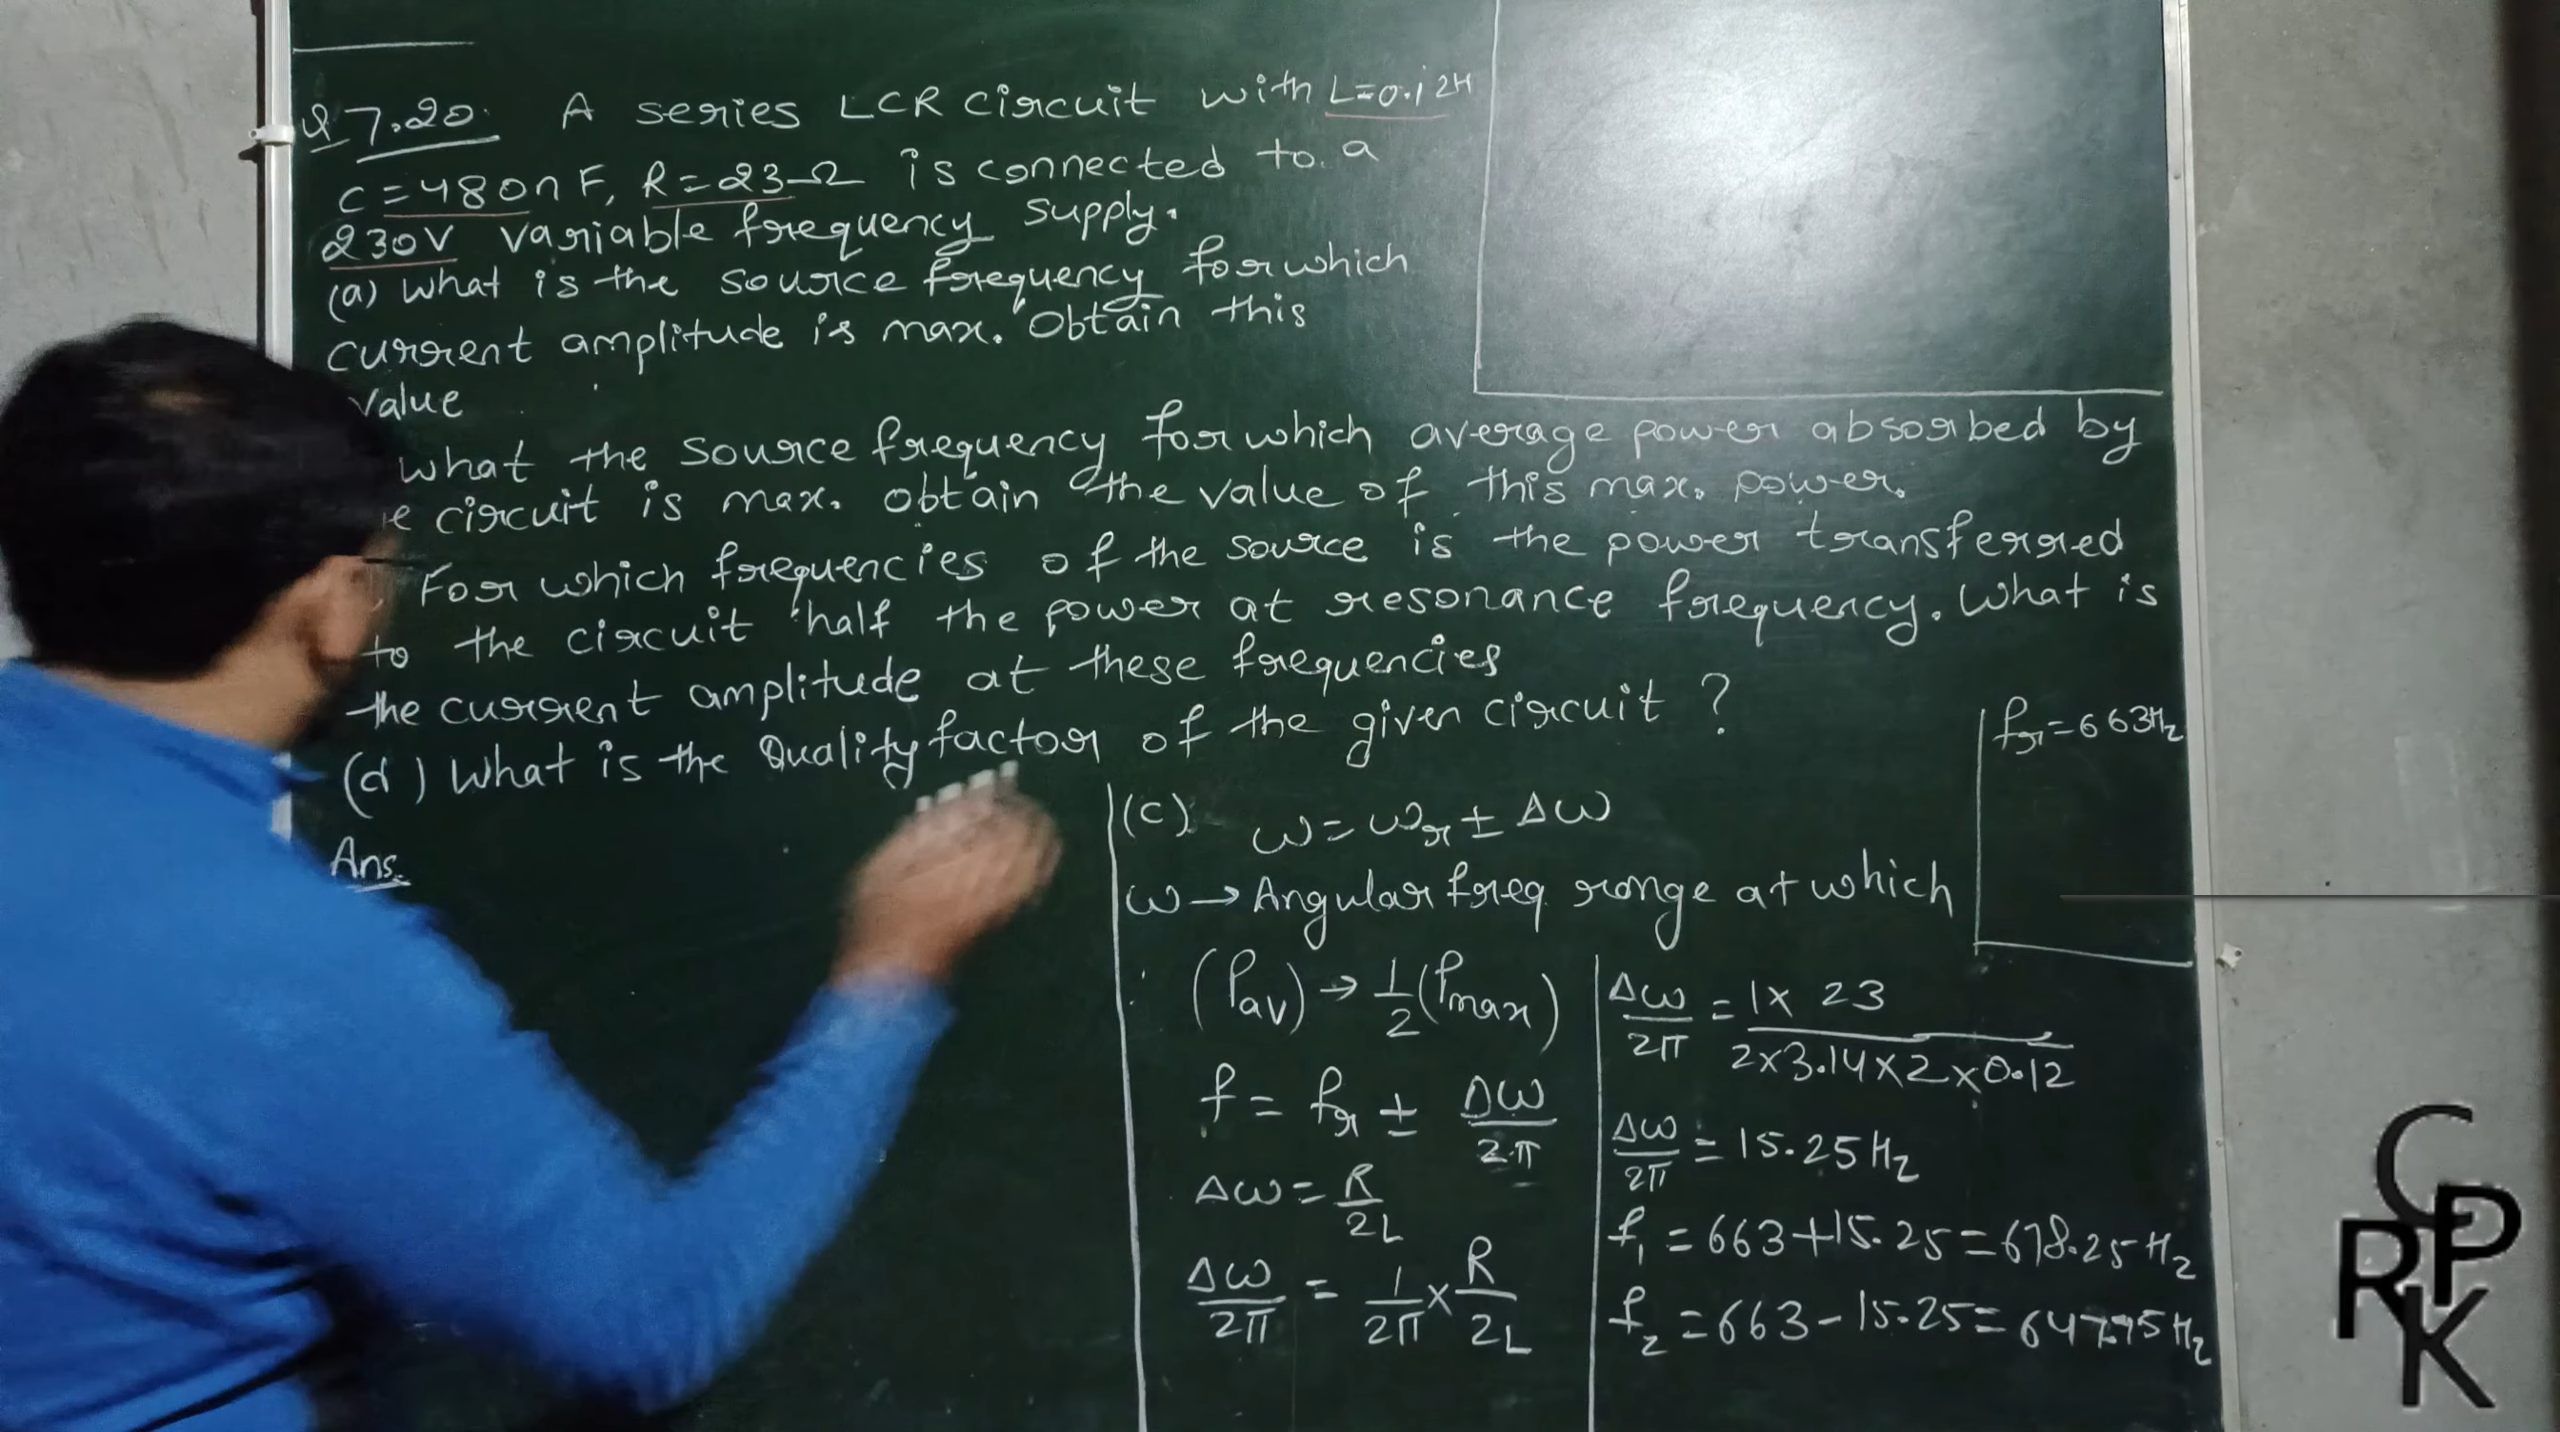 Q 7.20. A series LCR circuit with L=0.12H
C=480nF, R=23Ω is connected to a
230V variable frequency supply.
(a) What is the source frequency for which
current amplitude is max. Obtain this
value
what the source frequency for which average power absorbed by
e circuit is max. obtain the value of this max. power.
For which frequencies of the source is the power transferred
to the circuit half the power at resonance frequency. What is
the current amplitude at these frequencies
(d) What is the Quality factor of the given circuit ?
Ans.
fr=663Hz
(c) ω=ωr ± Δω
ω→Angular freq range at which
(Pav)→1/2(Pmax)
f = fr ± Δω/2π
Δω=R/2L
Δω/2π = 1/2π × R/2L
Δω/2π = 1×23/2×3.14×2×0.12
Δω/2π = 15.25Hz
f1 = 663+15.25=678.25Hz
f2 = 663-15.25=647.75Hz
CPRK